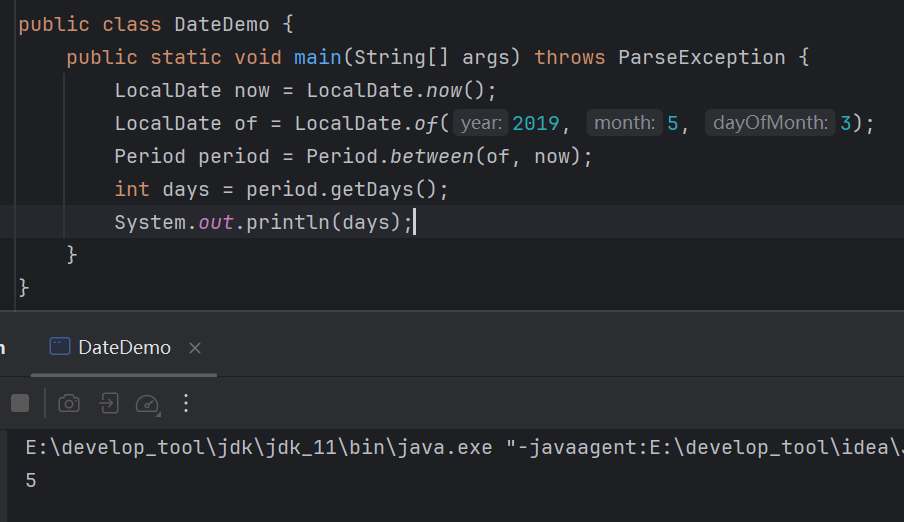 public class DateDemo {
public static void main(String[] args) throws ParseException {
LocalDate now = LocalDate.now();
LocalDate of = LocalDate.of( year: 2019, month: 5, dayOfMonth: 3);
Period period = Period.between(of, now);
int days = period.getDays();
System.out.println(days);
}
}
DateDemo
E:\develop_tool\jdk\jdk_11\bin\java.exe "-javaagent:E:\develop_tool\idea\
5